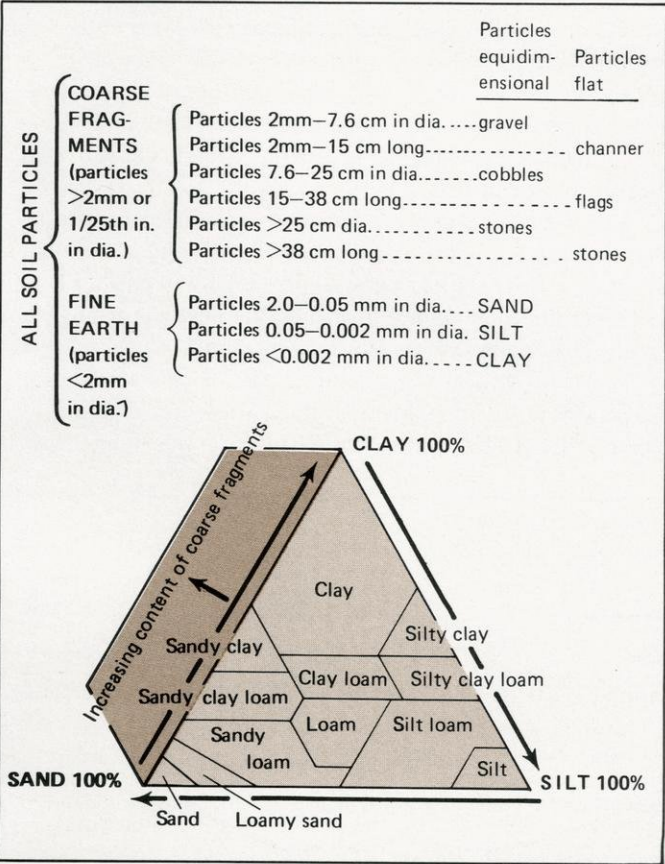 Particles
equidim-   Particles
ensional   flat
ALL SOIL PARTICLES
COARSE
FRAG-
MENTS
(particles
>2mm or
1/25th in.
in dia.)
Particles 2mm–7.6 cm in dia.....gravel
Particles 2mm–15 cm long.................... channer
Particles 7.6–25 cm in dia.......cobbles
Particles 15–38 cm long.....................flags
Particles >25 cm dia...........stones
Particles >38 cm long...................... stones
FINE
EARTH
(particles
<2mm
in dia.)
Particles 2.0–0.05 mm in dia.... SAND
Particles 0.05–0.002 mm in dia. SILT
Particles <0.002 mm in dia.....CLAY
CLAY 100%
Increasing content of coarse fragments
Clay
Silty clay
Sandy clay
Clay loam   Silty clay loam
Sandy clay loam
Loam   Silt loam
Sandy
loam
Silt
SAND 100%   SILT 100%
Sand   Loamy sand